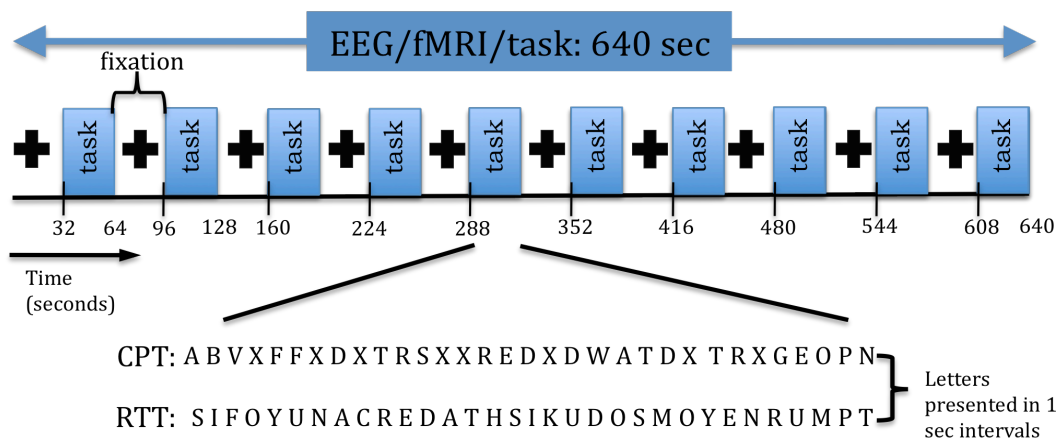 EEG/fMRI/task: 640 sec
fixation
task task task task task task task task task task
32 64 96 128 160 224 288 352 416 480 544 608 640
Time
(seconds)
CPT: A B V X F F X D X T R S X X R E D X D W A T D X T R X G E O P N
RTT: S I F O Y U N A C R E D A T H S I K U D O S M O Y E N R U M P T
Letters
presented in 1
sec intervals